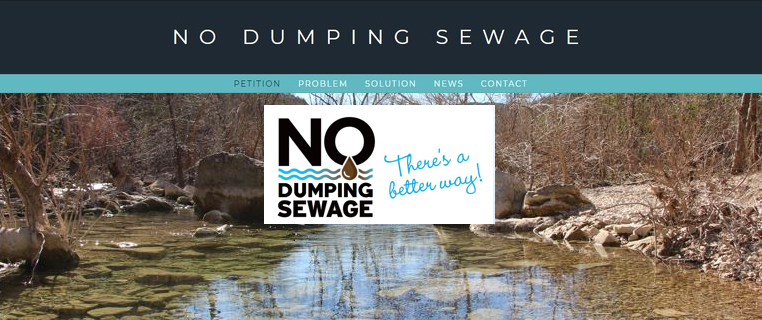 NO DUMPING SEWAGE
PETITION PROBLEM SOLUTION NEWS CONTACT
NO
DUMPING
SEWAGE
There's a
better way!